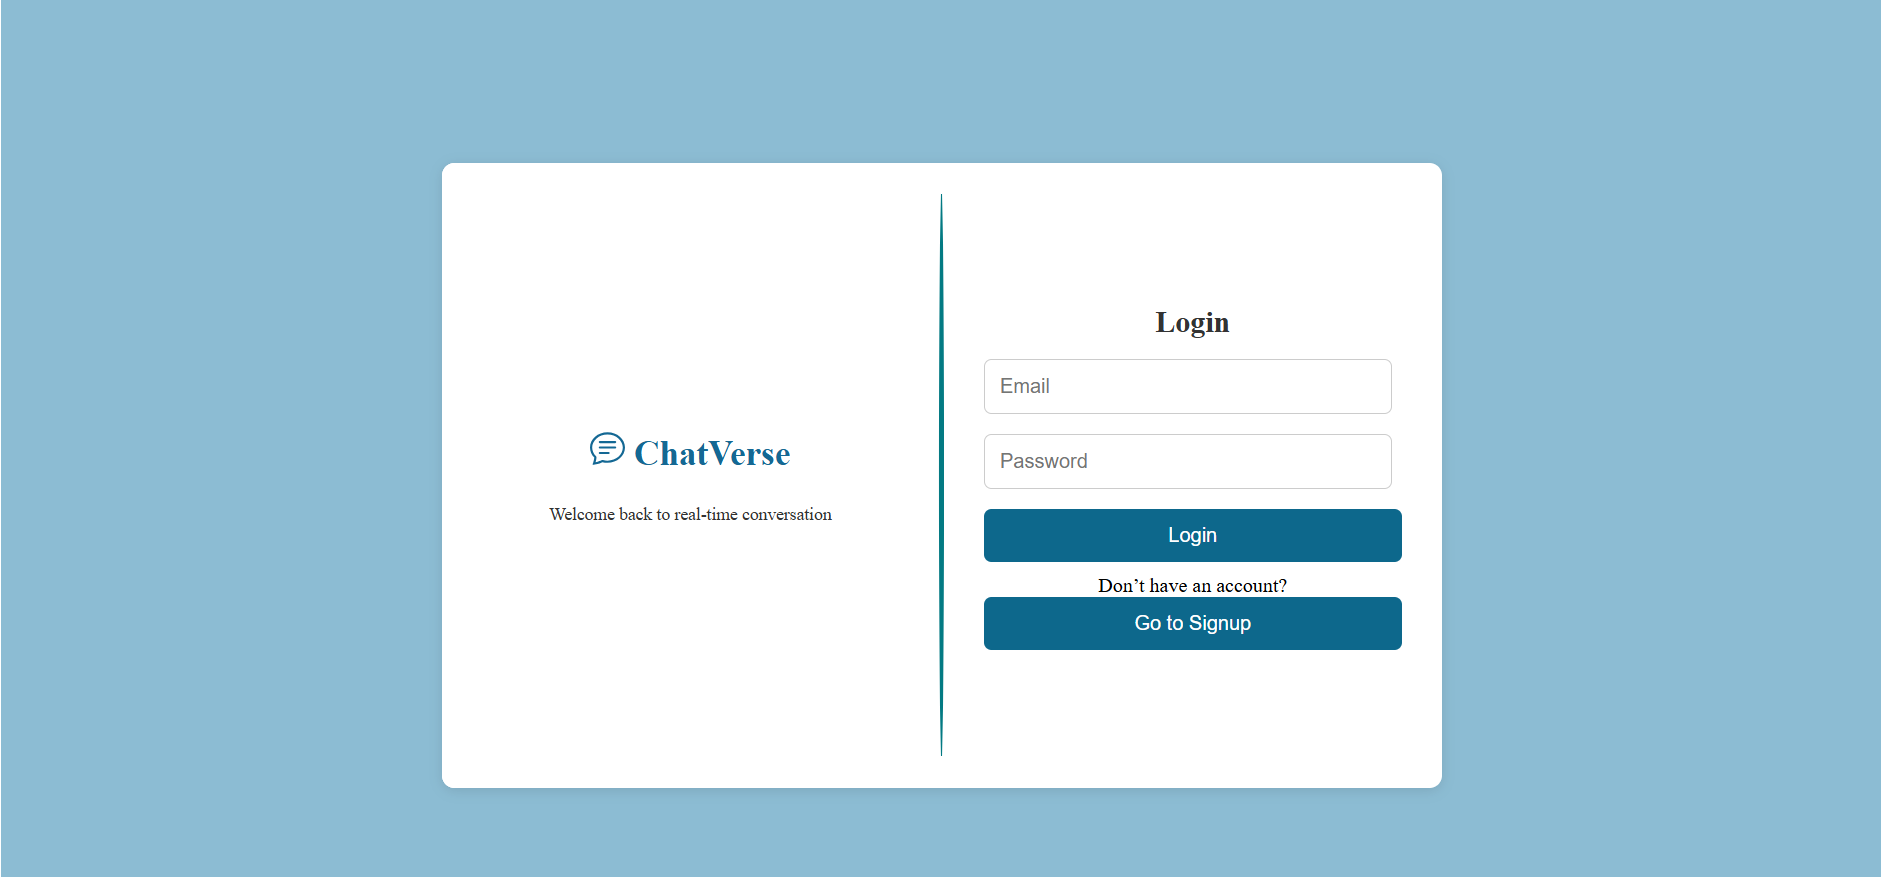 ChatVerse
Welcome back to real-time conversation
Login
Email
Password
Login
Don’t have an account?
Go to Signup